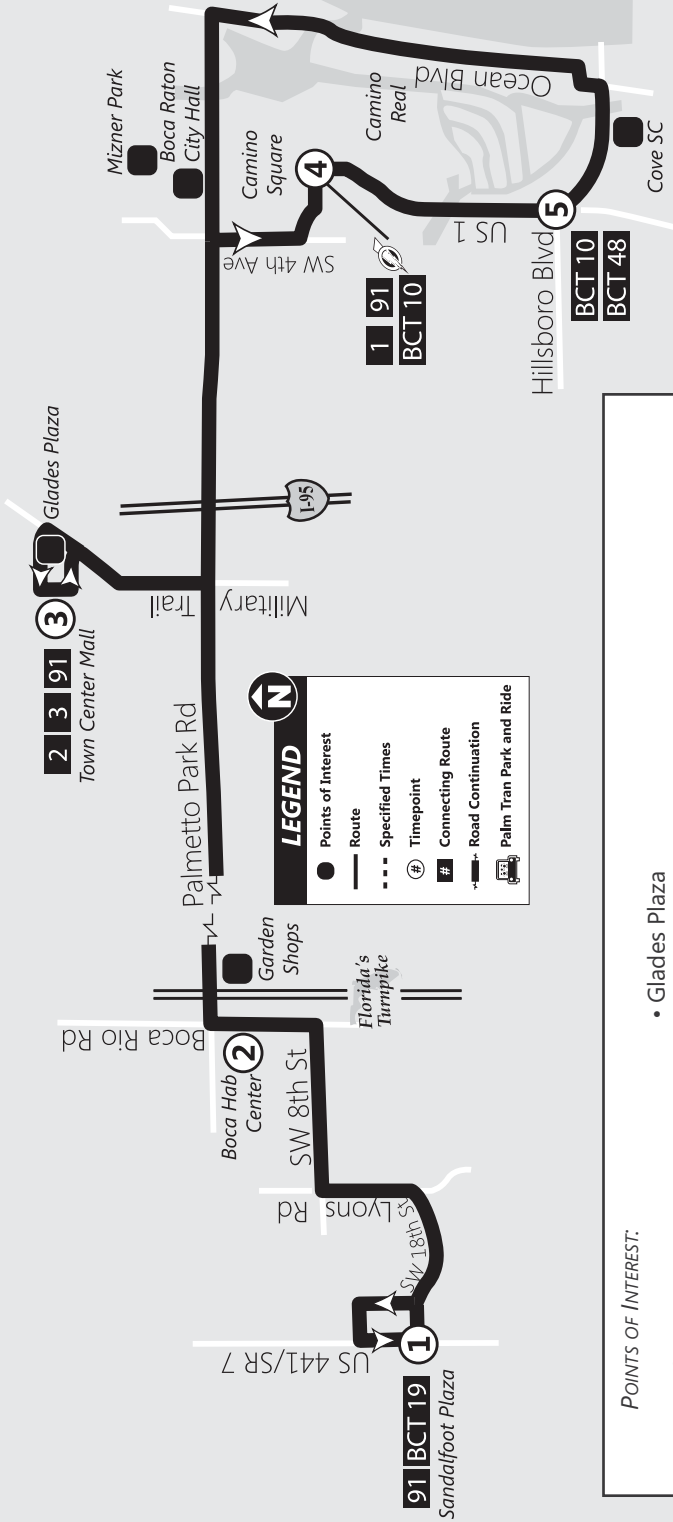 Mizner Park
Boca Raton
City Hall
Camino
Square
Camino
Real
Ocean Blvd
Cove SC
4
5
US 1
SW 4th Ave
1 91
BCT 10
Hillsboro Blvd
BCT 10
BCT 48
Glades Plaza
I-95
3
2 3 91
Town Center Mall
Military
Trail
Palmetto Park Rd
LEGEND
N
Points of Interest
Route
Specified Times
# Timepoint
# Connecting Route
Road Continuation
Palm Tran Park and Ride
Garden
Shops
Florida's
Turnpike
Boca Rio Rd
2
Boca Hab
Center
SW 8th St
Lyons Rd
SW 18th St
US 441/SR 7
1
91 BCT 19
Sandalfoot Plaza
POINTS OF INTEREST:
• Glades Plaza